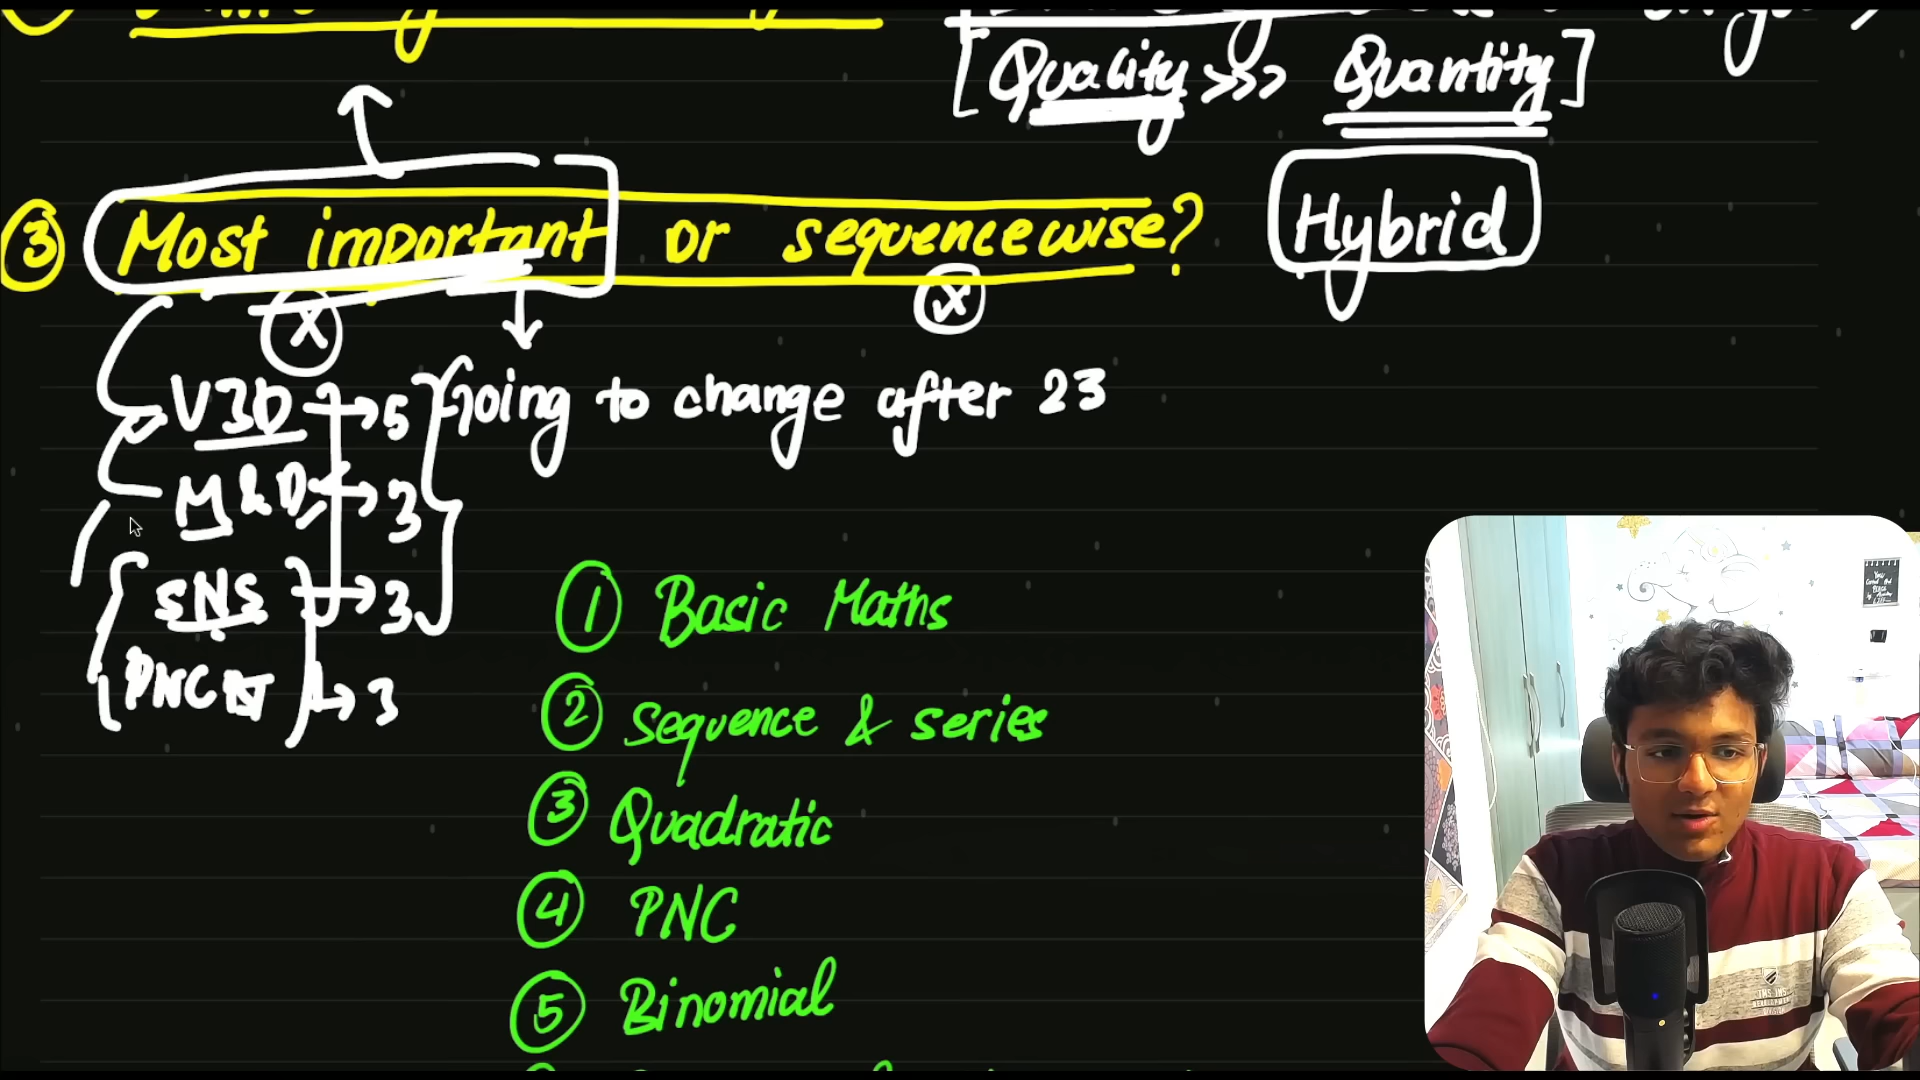 [Quality >>> Quantity]
③ Most important or sequencewise? Hybrid
X X
V3D → 5 Going to change after 23
M&D → 3
SNS → 3
PNC → 3
① Basic Maths
② Sequence & series
③ Quadratic
④ PNC
⑤ Binomial